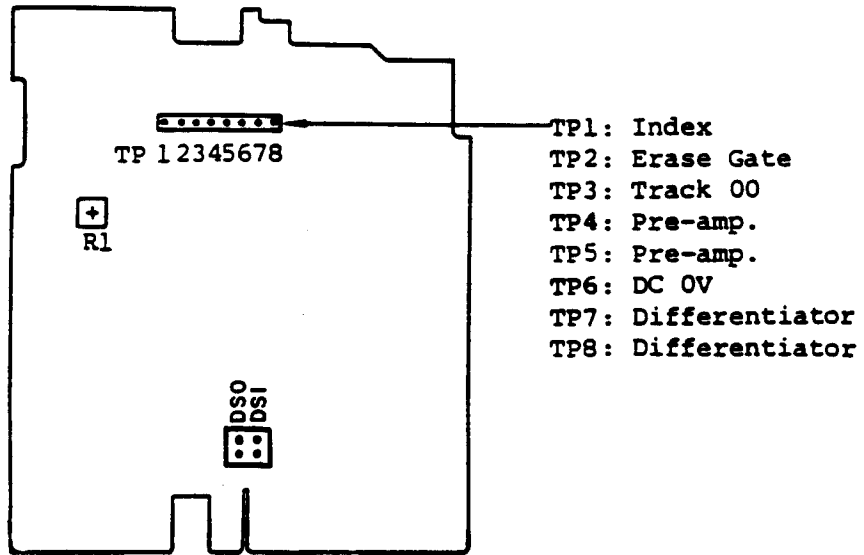 TP 12345678
R1
DS0
DS1
TP1: Index
TP2: Erase Gate
TP3: Track 00
TP4: Pre-amp.
TP5: Pre-amp.
TP6: DC 0V
TP7: Differentiator
TP8: Differentiator